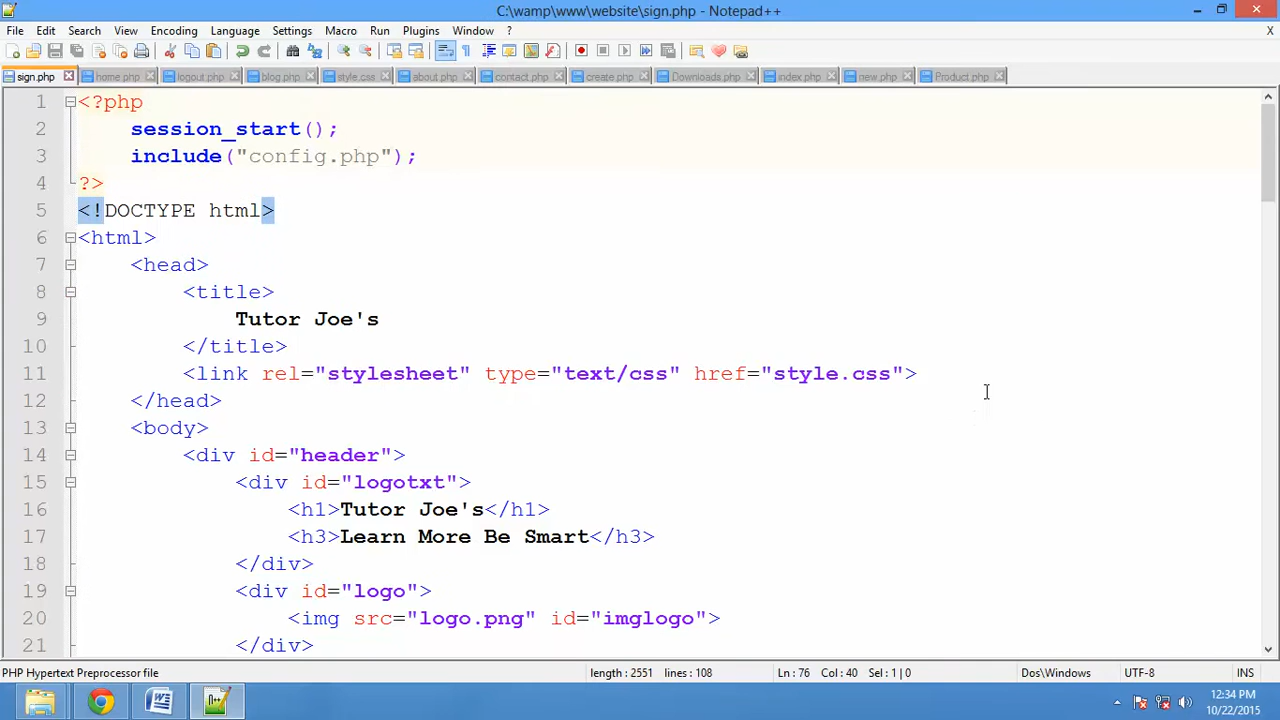 C:\wamp\www\website\sign.php - Notepad++
File Edit Search View Encoding Language Settings Macro Run Plugins Window ? X
sign.php home.php logout.php blog.php style.css about.php contact.php create.php Downloads.php index.php new.php Product.php
1 <?php
2 session_start();
3 include("config.php");
4 ?>
5 <!DOCTYPE html>
6 <html>
7 <head>
8 <title>
9 Tutor Joe's
10 </title>
11 <link rel="stylesheet" type="text/css" href="style.css">
12 </head>
13 <body>
14 <div id="header">
15 <div id="logotxt">
16 <h1>Tutor Joe's</h1>
17 <h3>Learn More Be Smart</h3>
18 </div>
19 <div id="logo">
20 <img src="logo.png" id="imglogo">
21 </div>
PHP Hypertext Preprocessor file length : 2551 lines : 108 Ln : 76 Col : 40 Sel : 1 | 0 Dos\Windows UTF-8 INS
12:34 PM
10/22/2015